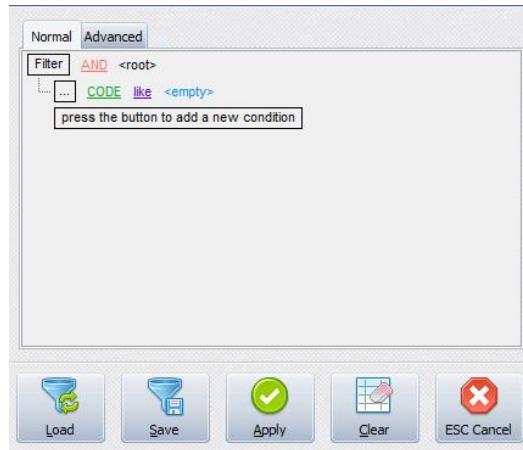 Normal Advanced
Filter AND <root>
... CODE like <empty>
press the button to add a new condition
Load Save Apply Clear ESC Cancel